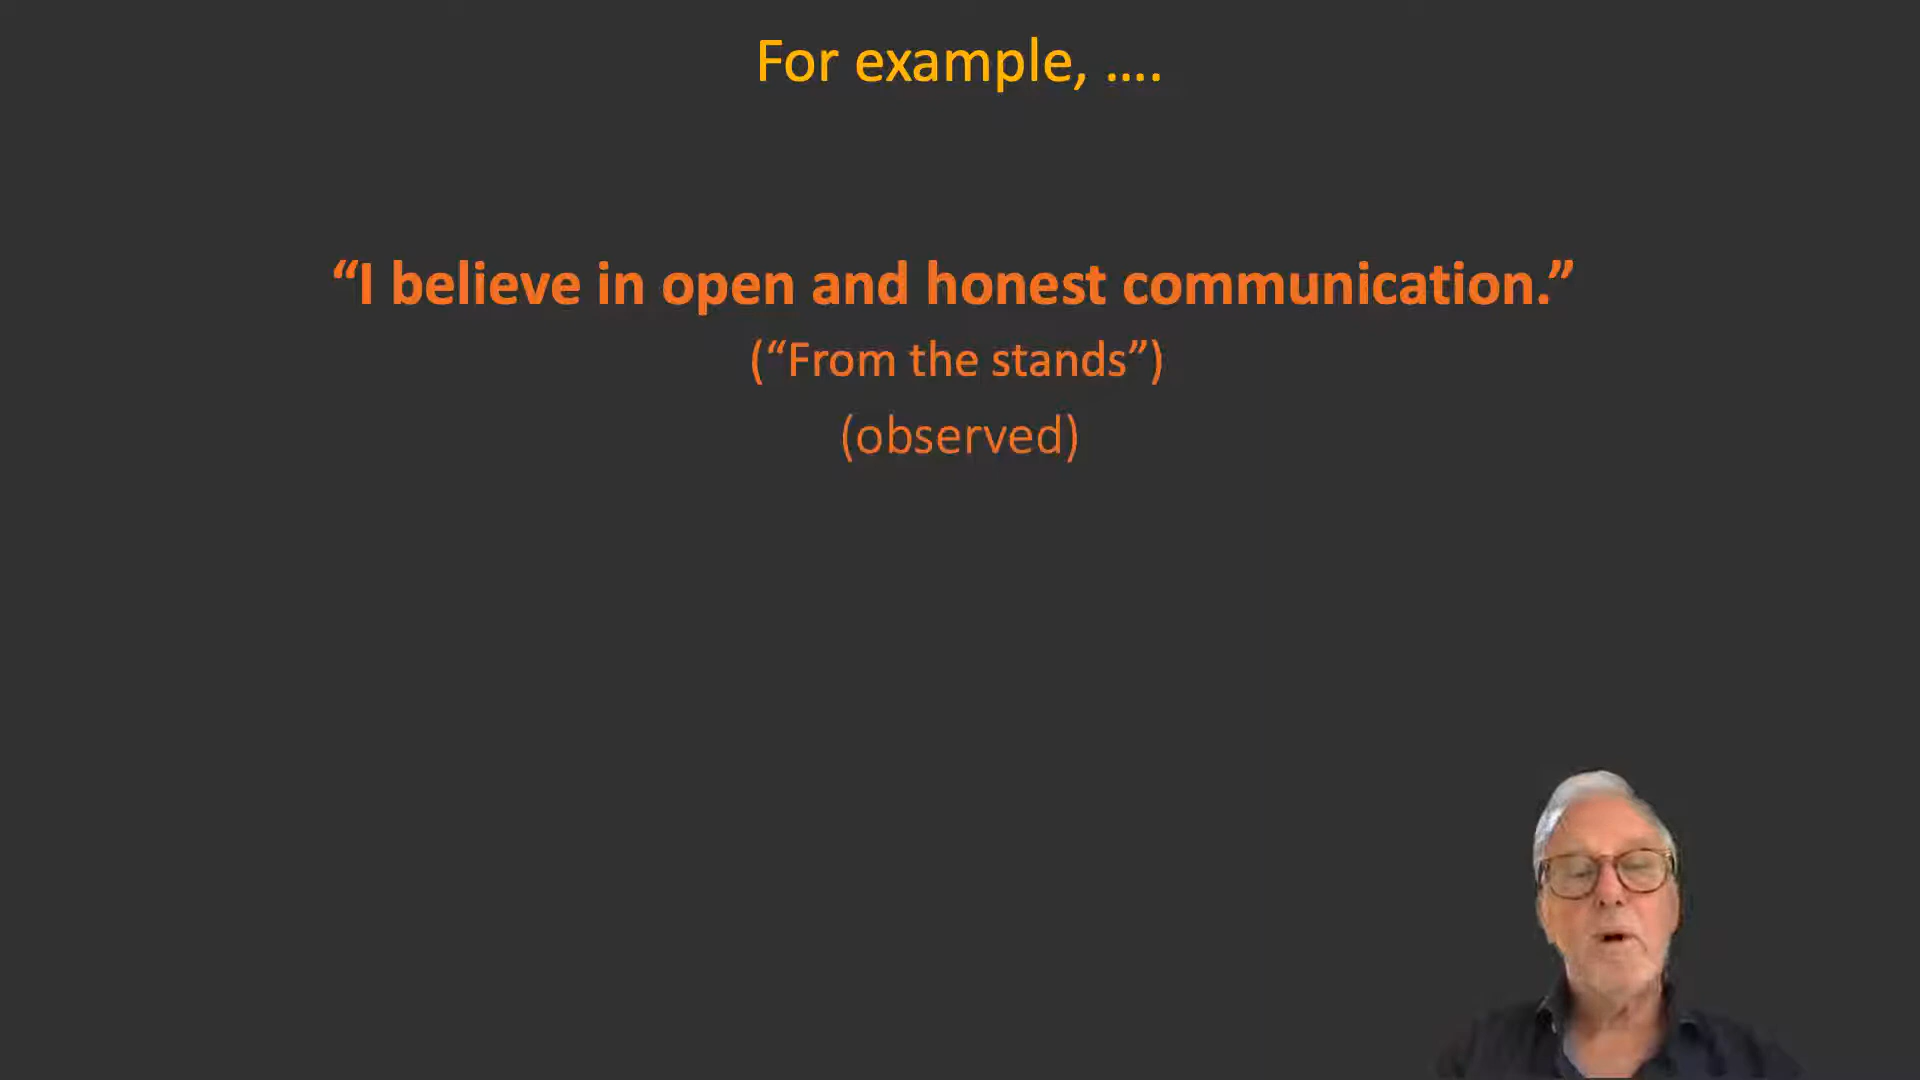 For example, ….
“I believe in open and honest communication.”
(“From the stands”)
(observed)